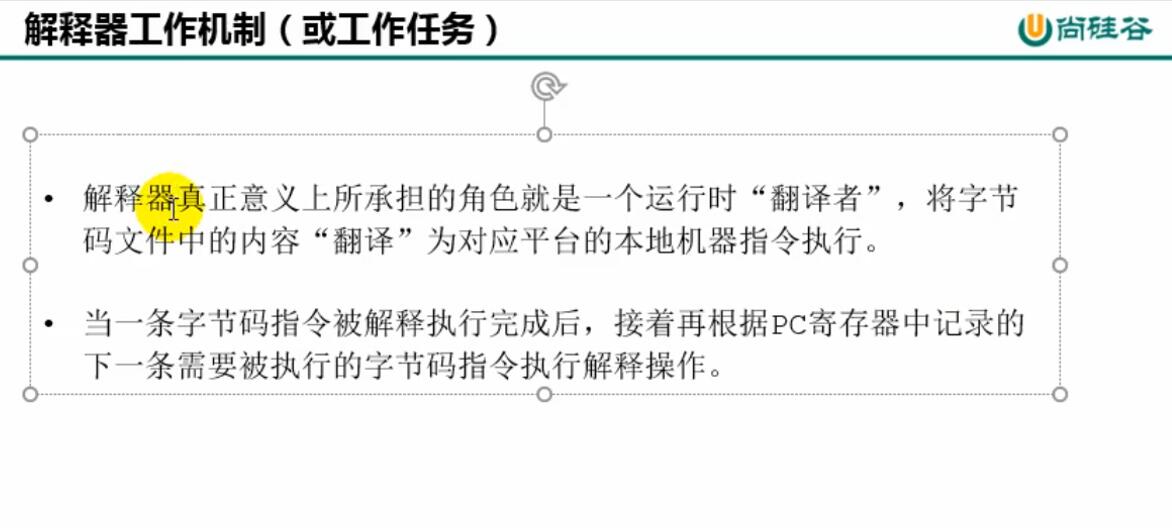 解释器工作机制（或工作任务）
尚硅谷
• 解释器真正意义上所承担的角色就是一个运行时“翻译者”，将字节
码文件中的内容“翻译”为对应平台的本地机器指令执行。
• 当一条字节码指令被解释执行完成后，接着再根据PC寄存器中记录的
下一条需要被执行的字节码指令执行解释操作。